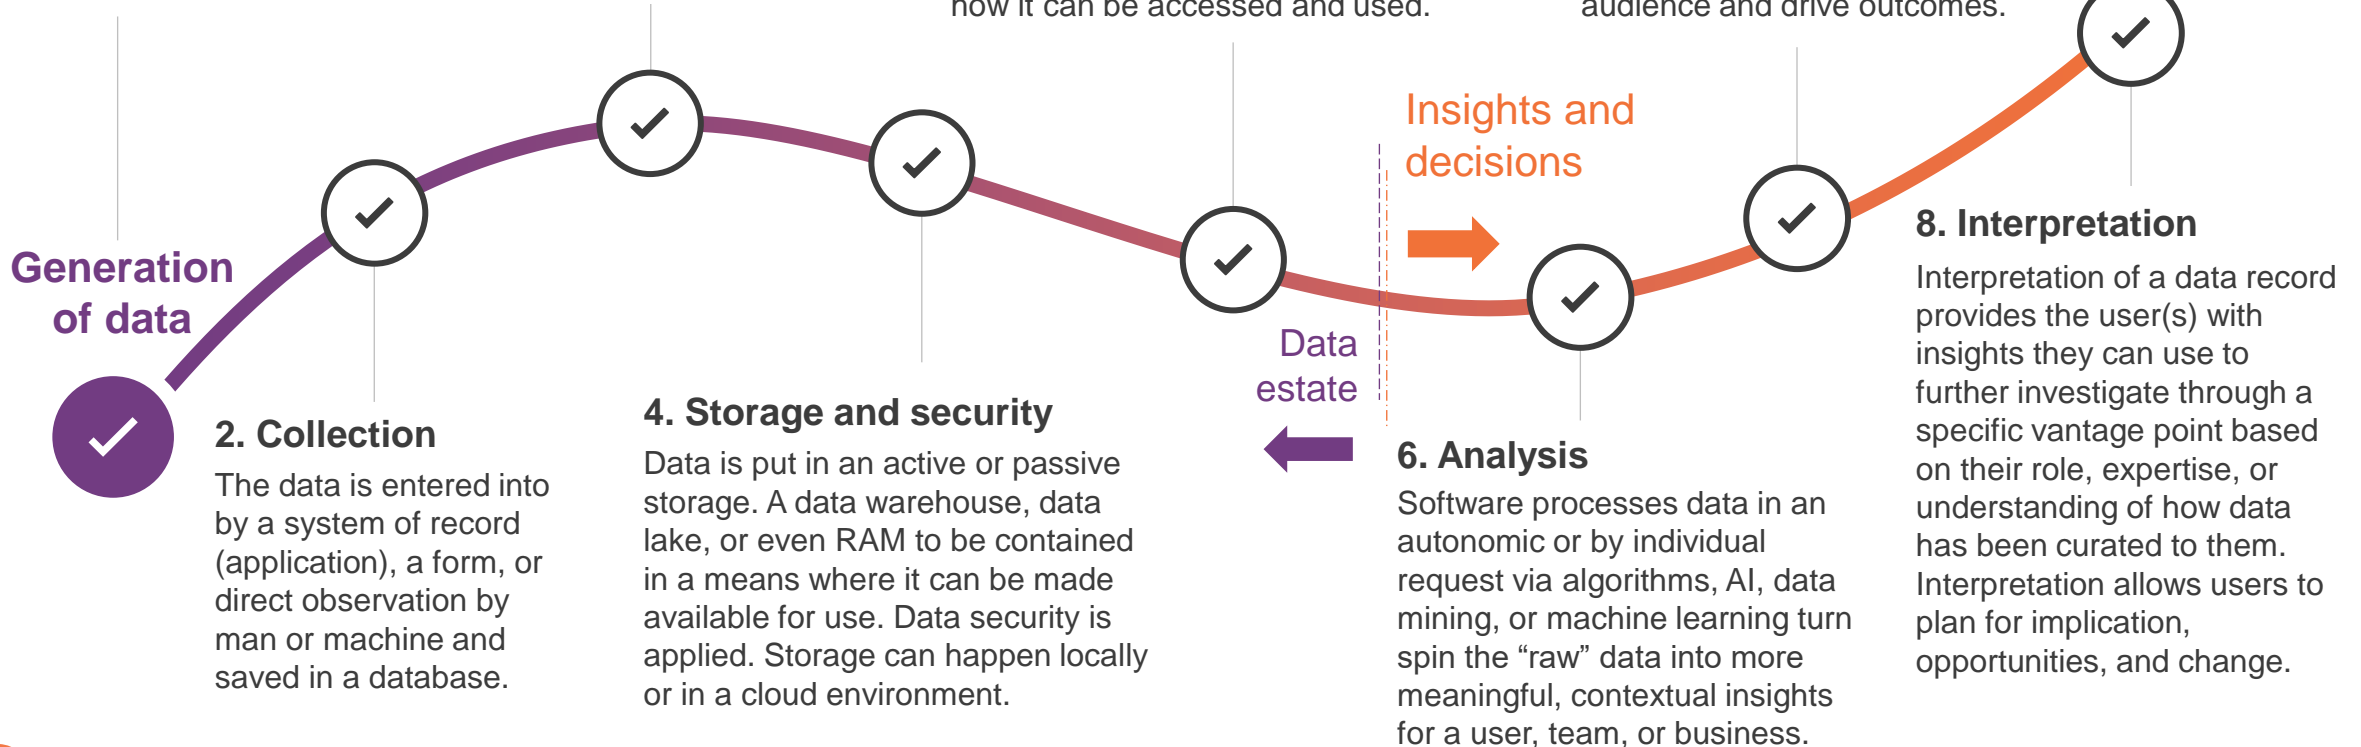 how it can be accessed and used.
audience and drive outcomes.
Insights and
decisions
Generation
of data
Data
estate
2. Collection
The data is entered into
by a system of record
(application), a form, or
direct observation by
man or machine and
saved in a database.
4. Storage and security
Data is put in an active or passive
storage. A data warehouse, data
lake, or even RAM to be contained
in a means where it can be made
available for use. Data security is
applied. Storage can happen locally
or in a cloud environment.
6. Analysis
Software processes data in an
autonomic or by individual
request via algorithms, AI, data
mining, or machine learning turn
spin the “raw” data into more
meaningful, contextual insights
for a user, team, or business.
8. Interpretation
Interpretation of a data record
provides the user(s) with
insights they can use to
further investigate through a
specific vantage point based
on their role, expertise, or
understanding of how data
has been curated to them.
Interpretation allows users to
plan for implication,
opportunities, and change.